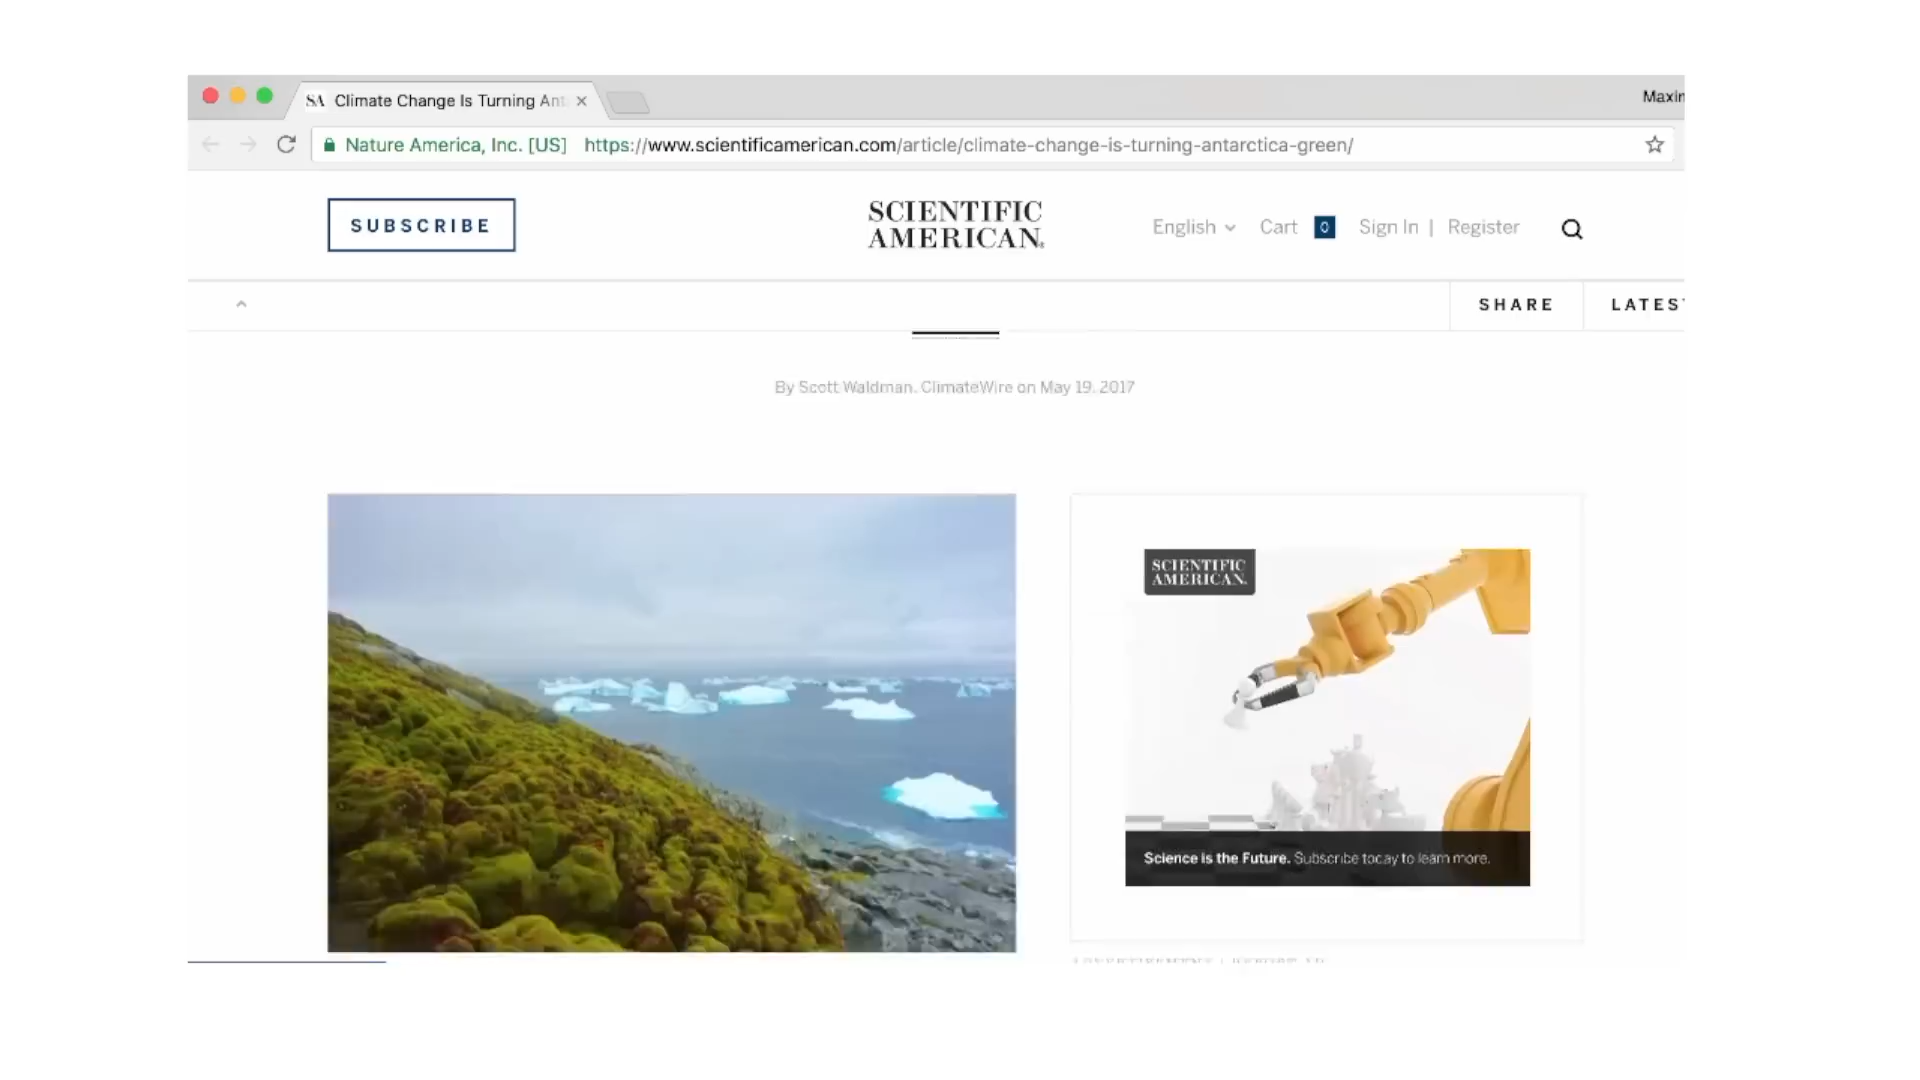 SA Climate Change Is Turning Ant
Maxin
Nature America, Inc. [US] https://www.scientificamerican.com/article/climate-change-is-turning-antarctica-green/
SUBSCRIBE
SCIENTIFIC
AMERICAN.
English
Cart 0
Sign In | Register
SHARE
LATEST
By Scott Waldman, ClimateWire on May 19, 2017
SCIENTIFIC
AMERICAN.
Science is the Future. Subscribe today to learn more.